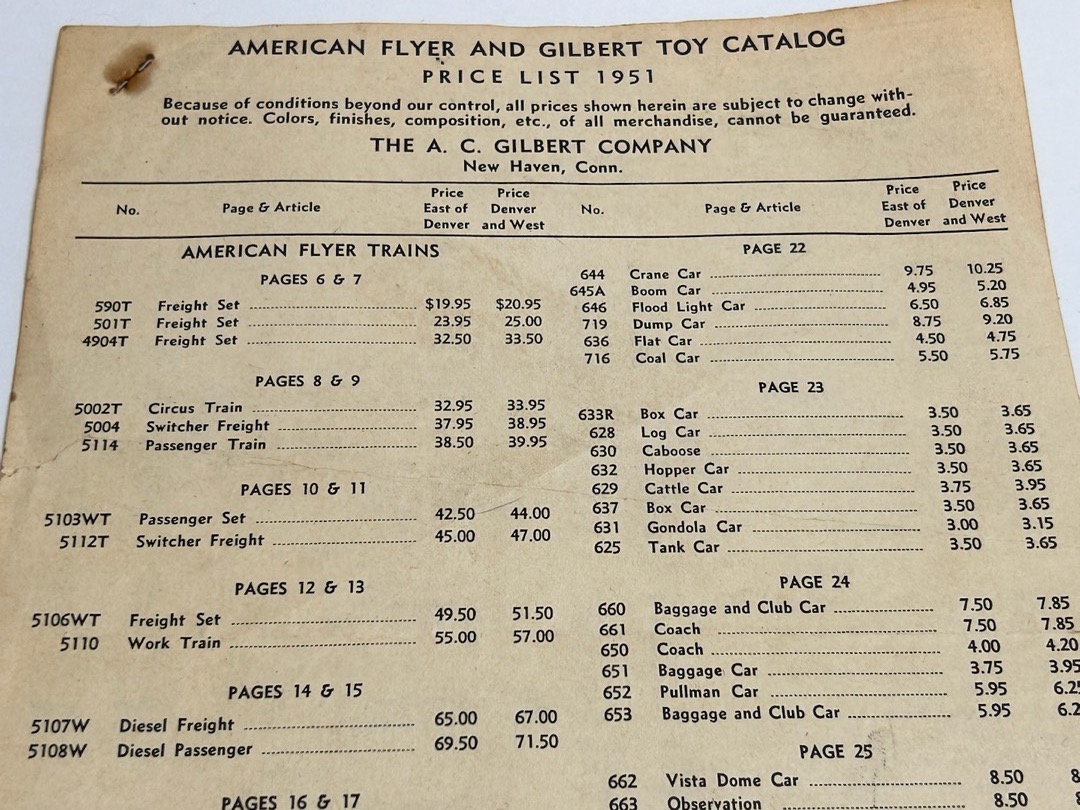 AMERICAN FLYER AND GILBERT TOY CATALOG
PRICE LIST 1951
Because of conditions beyond our control, all prices shown herein are subject to change with-
out notice. Colors, finishes, composition, etc., of all merchandise, cannot be guaranteed.
THE A. C. GILBERT COMPANY
New Haven, Conn.
No. Page & Article Price East of Denver Price Denver and West
AMERICAN FLYER TRAINS
PAGES 6 & 7
590T Freight Set $19.95 $20.95
501T Freight Set 23.95 25.00
4904T Freight Set 32.50 33.50
PAGES 8 & 9
5002T Circus Train 32.95 33.95
5004 Switcher Freight 37.95 38.95
5114 Passenger Train 38.50 39.95
PAGES 10 & 11
5103WT Passenger Set 42.50 44.00
5112T Switcher Freight 45.00 47.00
PAGES 12 & 13
5106WT Freight Set 49.50 51.50
5110 Work Train 55.00 57.00
PAGES 14 & 15
5107W Diesel Freight 65.00 67.00
5108W Diesel Passenger 69.50 71.50
PAGES 16 & 17
No. Page & Article Price East of Denver Price Denver and West
PAGE 22
644 Crane Car 9.75 10.25
645A Boom Car 4.95 5.20
646 Flood Light Car 6.50 6.85
719 Dump Car 8.75 9.20
636 Flat Car 4.50 4.75
716 Coal Car 5.50 5.75
PAGE 23
633R Box Car 3.50 3.65
628 Log Car 3.50 3.65
630 Caboose 3.50 3.65
632 Hopper Car 3.50 3.65
629 Cattle Car 3.75 3.95
637 Box Car 3.50 3.65
631 Gondola Car 3.00 3.15
625 Tank Car 3.50 3.65
PAGE 24
660 Baggage and Club Car 7.50 7.85
661 Coach 7.50 7.85
650 Coach 4.00 4.20
651 Baggage Car 3.75 3.95
652 Pullman Car 5.95
653 Baggage and Club Car 5.95
PAGE 25
662 Vista Dome Car 8.50
663 Observation 8.50